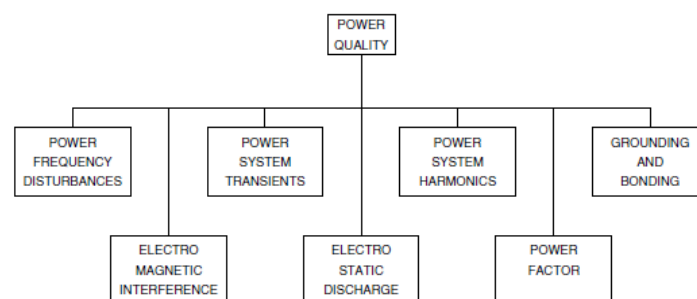 POWER
QUALITY
POWER
FREQUENCY
DISTURBANCES
POWER
SYSTEM
TRANSIENTS
POWER
SYSTEM
HARMONICS
GROUNDING
AND
BONDING
ELECTRO
MAGNETIC
INTERFERENCE
ELECTRO
STATIC
DISCHARGE
POWER
FACTOR